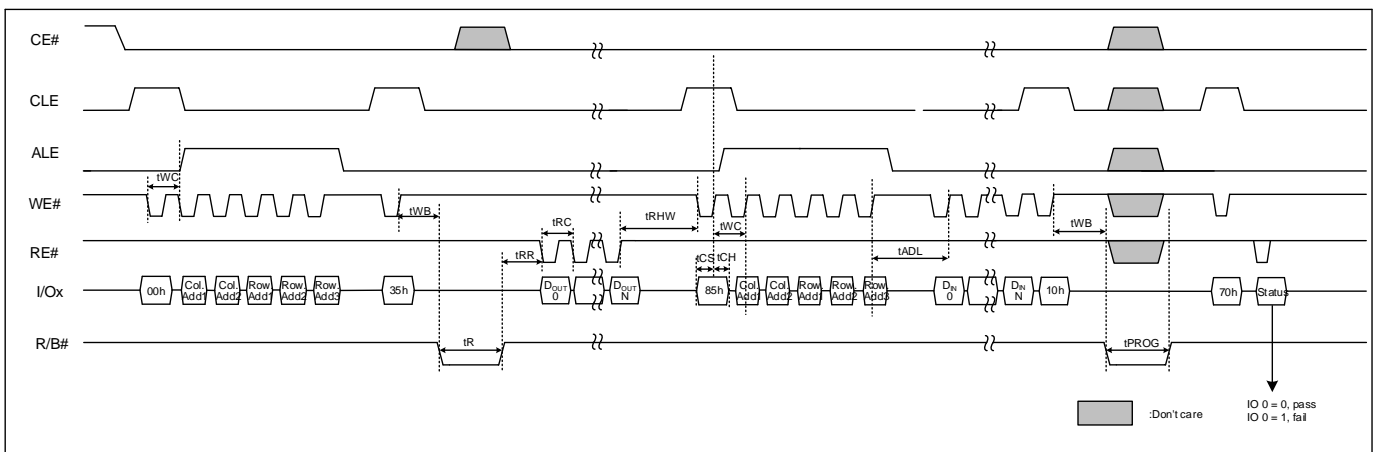 CE#
CLE
ALE
tWC
WE#
tWB
tRC
tRHW
tWC
tWB
RE#
tRR
tCS
tCH
tADL
I/Ox
00h
Col.
Add1
Col.
Add2
Row.
Add1
Row.
Add2
Row.
Add3
35h
DOUT
0
DOUT
N
85h
Col.
Add1
Col.
Add2
Row.
Add1
Row.
Add2
Row.
Add3
DIN
0
DIN
N
10h
70h
Status
R/B#
tR
tPROG
:Don't care
IO 0 = 0, pass
IO 0 = 1, fail